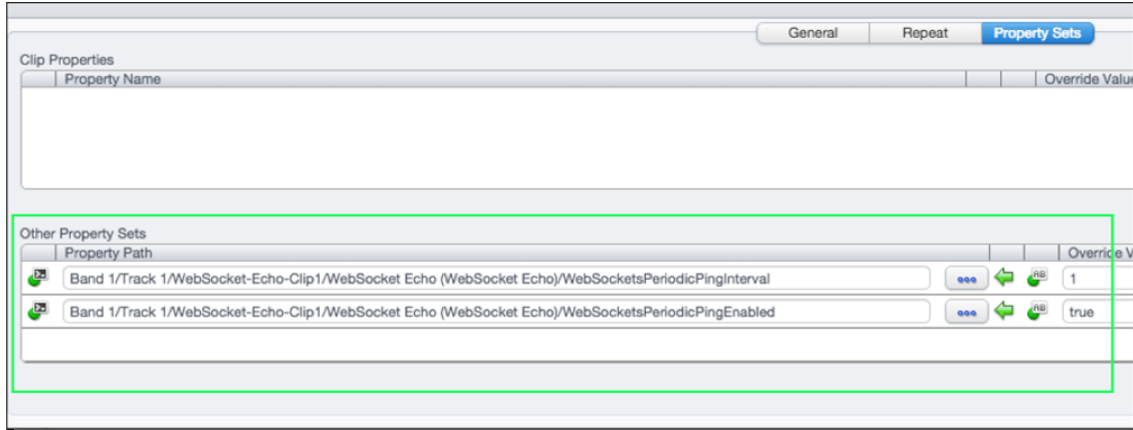 General Repeat Property Sets
Clip Properties
Property Name Override Value
Other Property Sets
Property Path Override V
Band 1/Track 1/WebSocket-Echo-Clip1/WebSocket Echo (WebSocket Echo)/WebSocketsPeriodicPingInterval 1
Band 1/Track 1/WebSocket-Echo-Clip1/WebSocket Echo (WebSocket Echo)/WebSocketsPeriodicPingEnabled true